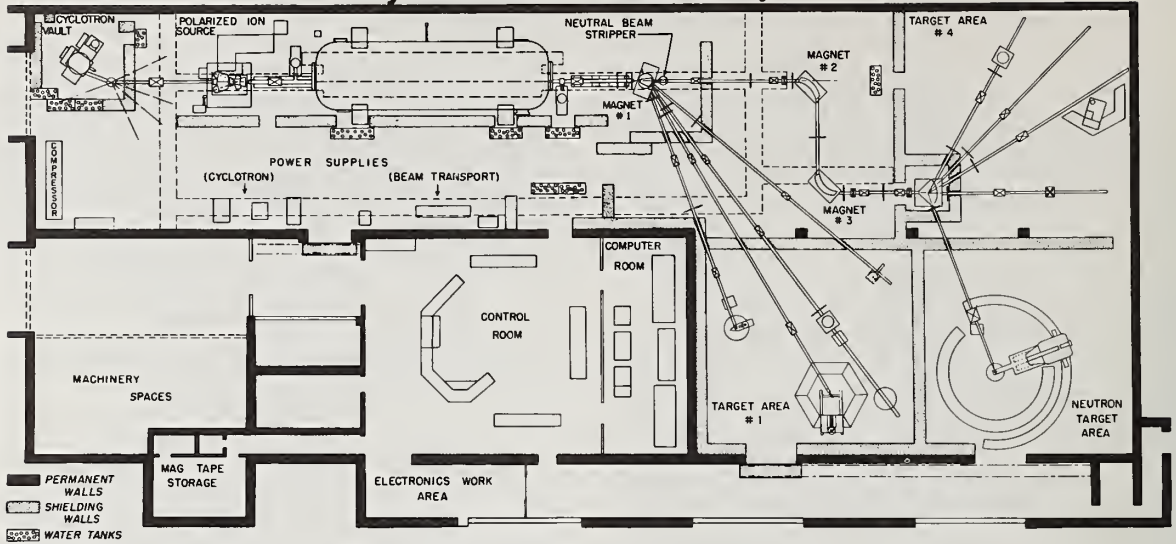 CYCLOTRON
VAULT
POLARIZED ION
SOURCE
NEUTRAL BEAM
STRIPPER
MAGNET
# 2
TARGET AREA
# 4
MAGNET
# 1
COMPRESSOR
POWER SUPPLIES
(CYCLOTRON)
(BEAM TRANSPORT)
MAGNET
# 3
COMPUTER
ROOM
CONTROL
ROOM
MACHINERY
SPACES
TARGET AREA
# 1
NEUTRON
TARGET
AREA
MAG TAPE
STORAGE
ELECTRONICS WORK
AREA
PERMANENT
WALLS
SHIELDING
WALLS
WATER TANKS